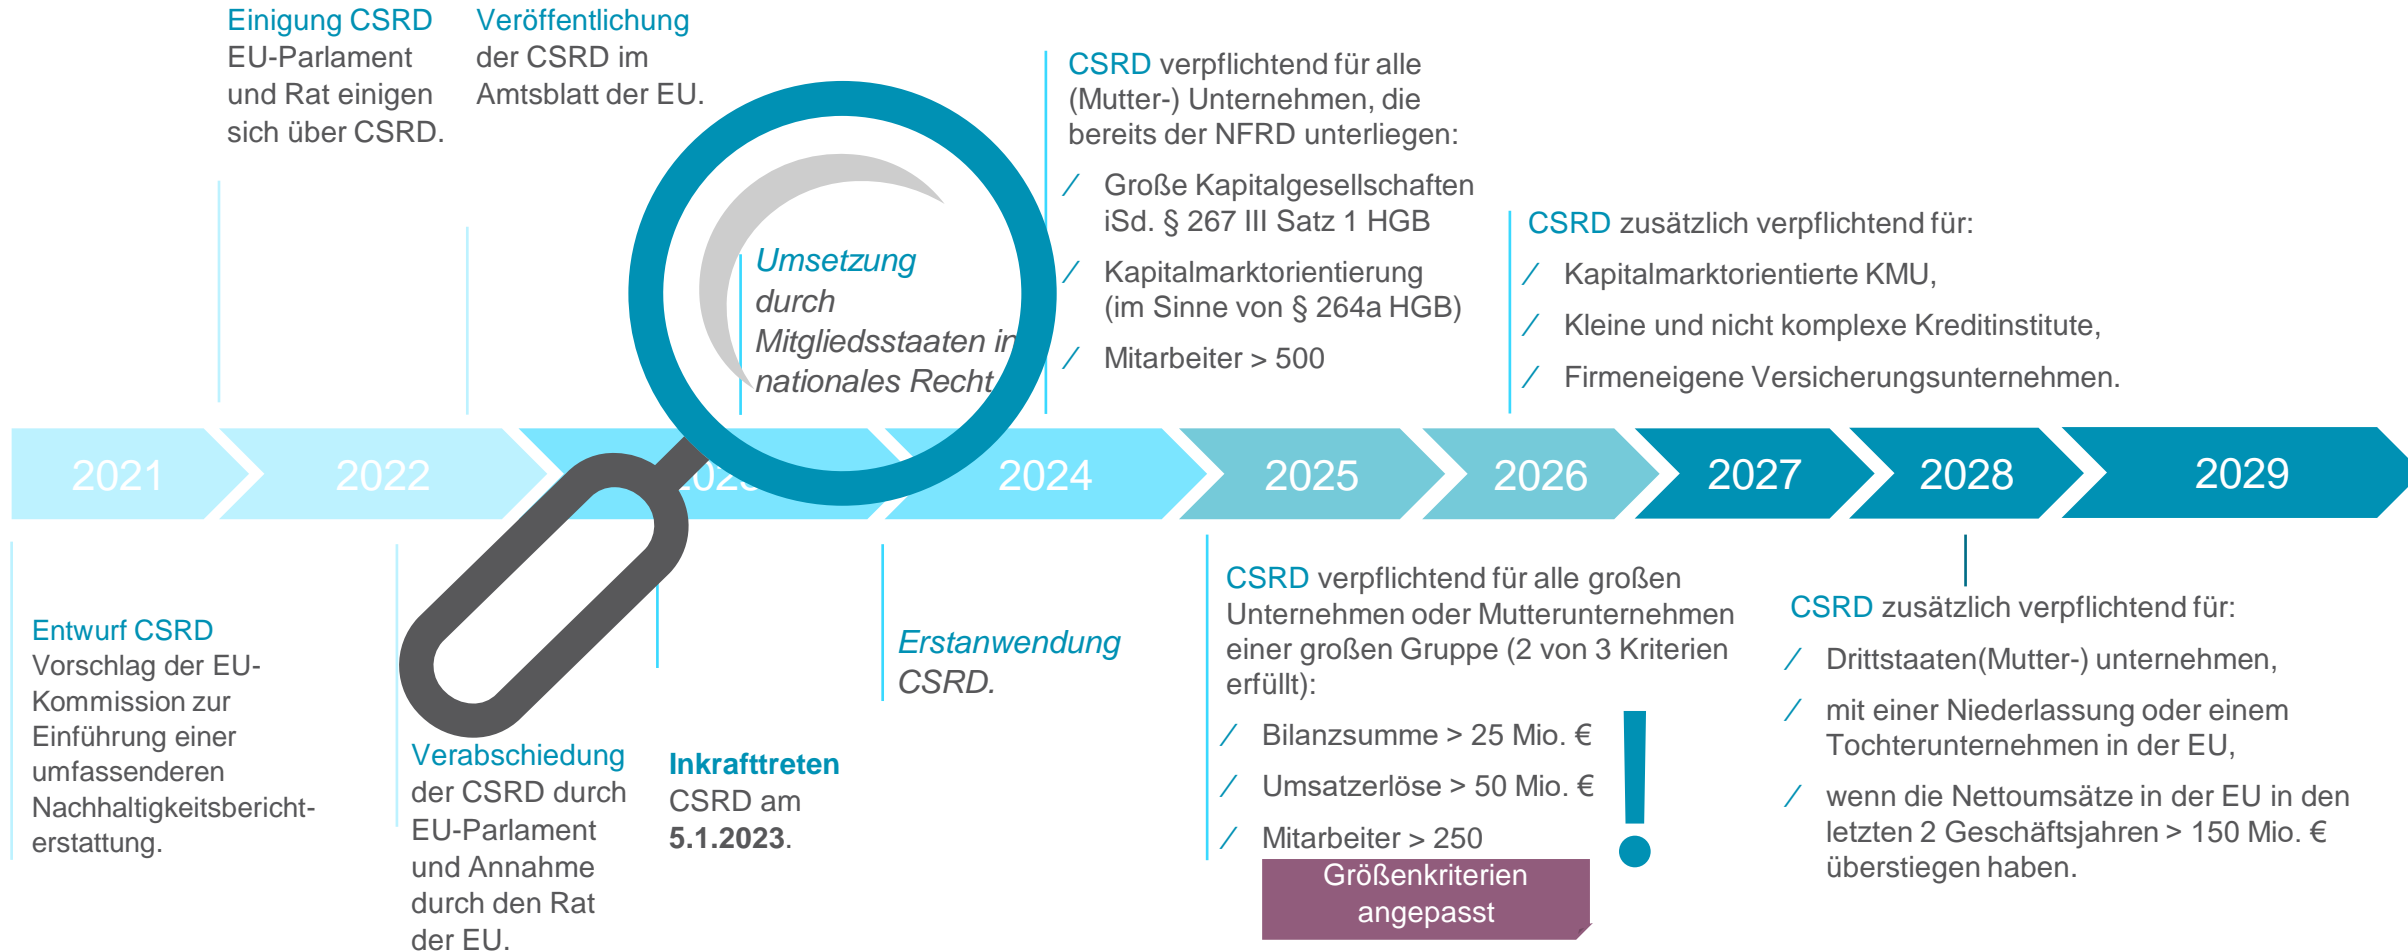 Einigung CSRD
EU-Parlament
und Rat einigen
sich über CSRD.
Veröffentlichung
der CSRD im
Amtsblatt der EU.
Umsetzung
durch
Mitgliedsstaaten in
nationales Rect.
CSRD verpflichtend für alle
(Mutter-) Unternehmen, die
bereits der NFRD unterliegen:
/ Große Kapitalgesellschaften
iSd. § 267 III Satz 1 HGB
/ Kapitalmarktorientierung
(im Sinne von § 264a HGB)
/ Mitarbeiter > 500
CSRD zusätzlich verpflichtend für:
/ Kapitalmarktorientierte KMU,
/ Kleine und nicht komplexe Kreditinstitute,
/ Firmeneigene Versicherungsunternehmen.
2021
2022
2023
2024
2025
2026
2027
2028
2029
Entwurf CSRD
Vorschlag der EU-
Kommission zur
Einführung einer
umfassenderen
Nachhaltigkeitsbericht-
erstattung.
Verabschiedung
der CSRD durch
EU-Parlament
und Annahme
durch den Rat
der EU.
Inkrafttreten
CSRD am
5.1.2023.
Erstanwendung
CSRD.
CSRD verpflichtend für alle großen
Unternehmen oder Mutterunternehmen
einer großen Gruppe (2 von 3 Kriterien
erfüllt):
/ Bilanzsumme > 25 Mio. €
/ Umsatzerlöse > 50 Mio. €
/ Mitarbeiter > 250
!
Größenkriterien
angepasst
CSRD zusätzlich verpflichtend für:
/ Drittstaaten(Mutter-) unternehmen,
/ mit einer Niederlassung oder einem
Tochterunternehmen in der EU,
/ wenn die Nettoumsätze in der EU in den
letzten 2 Geschäftsjahren > 150 Mio. €
überstiegen haben.